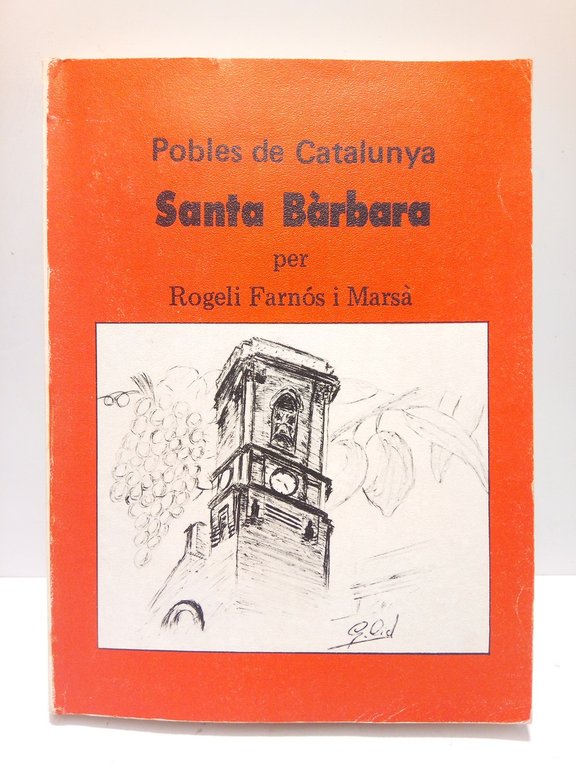 Pobles de Catalunya
Santa Bàrbara
per
Rogeli Farnós i Marsà